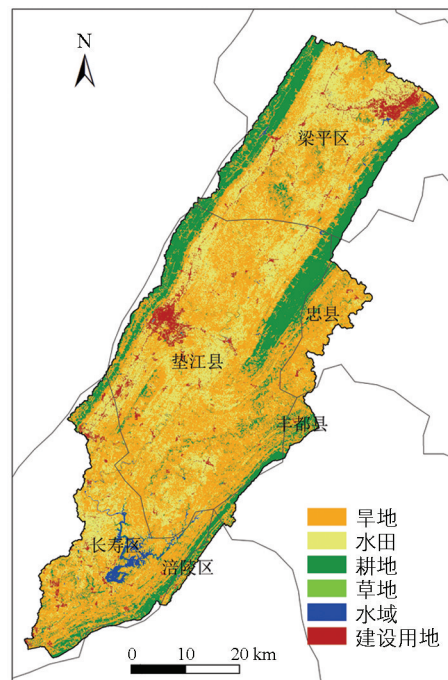 N
梁平区
忠县
垫江县
丰都县
长寿区
涪陵区
旱地
水田
耕地
草地
水域
建设用地
0 10 20 km